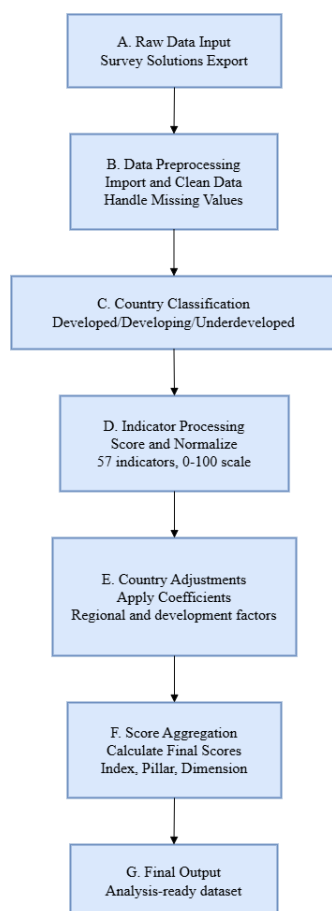 A. Raw Data Input
Survey Solutions Export
B. Data Preprocessing
Import and Clean Data
Handle Missing Values
C. Country Classification
Developed/Developing/Underdeveloped
D. Indicator Processing
Score and Normalize
57 indicators, 0-100 scale
E. Country Adjustments
Apply Coefficients
Regional and development factors
F. Score Aggregation
Calculate Final Scores
Index, Pillar, Dimension
G. Final Output
Analysis-ready dataset